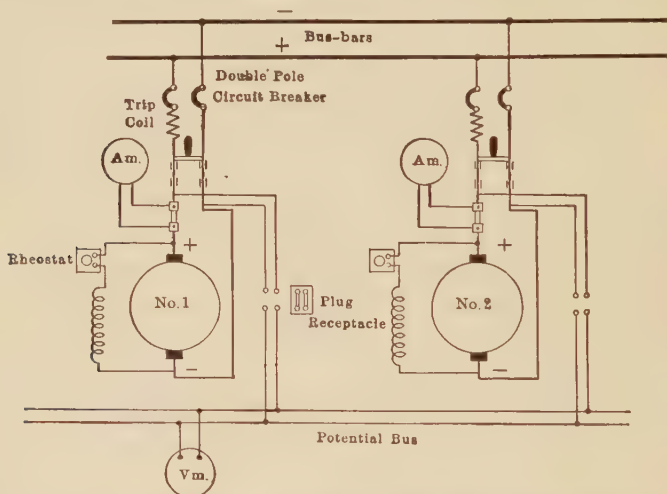 −
Bus-bars
+
Double Pole
Circuit Breaker
Trip
Coil
Am.
Am.
+
+
Rheostat
No.1
No.2
Plug
Receptacle
−
−
Potential Bus
Vm.